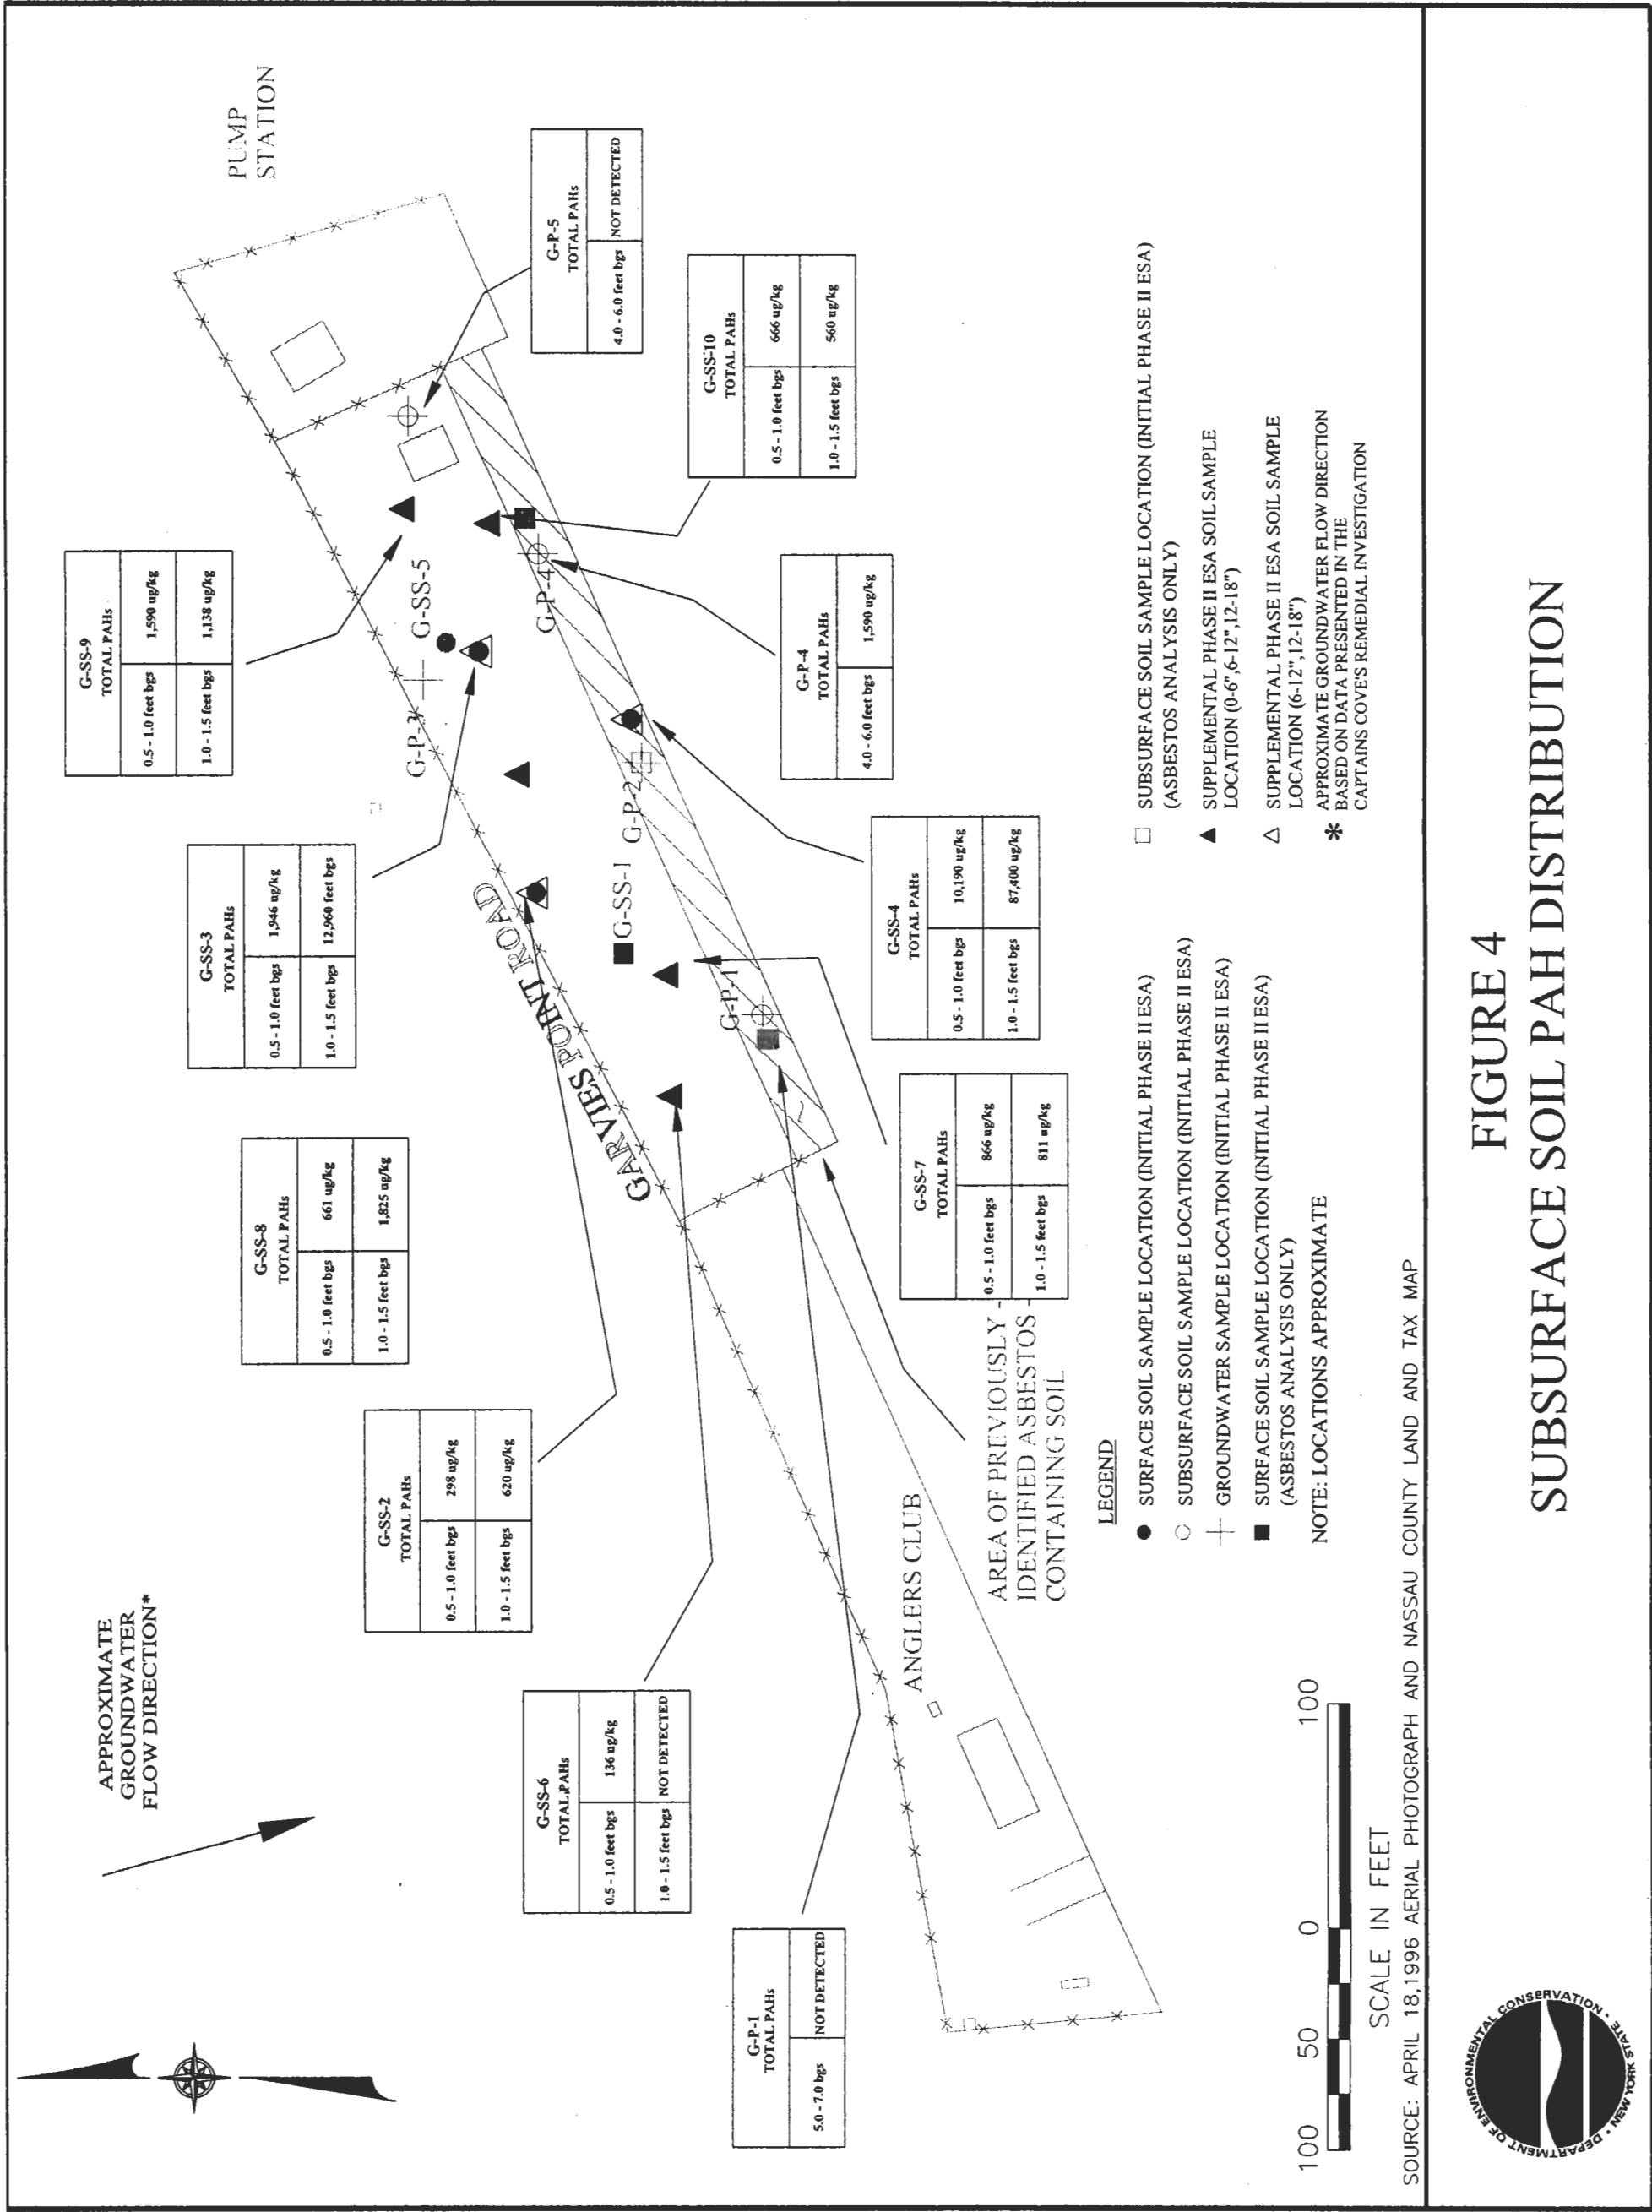 APPROXIMATE
GROUNDWATER
FLOW DIRECTION*
PUMP
STATION
G-SS-9
TOTAL PAHs
0.5 - 1.0 feet bgs 1,590 ug/kg
1.0 - 1.5 feet bgs 1,138 ug/kg
G-SS-3
TOTAL PAHs
0.5 - 1.0 feet bgs 1,946 ug/kg
1.0 - 1.5 feet bgs 12,960 feet bgs
G-SS-8
TOTAL PAHs
0.5 - 1.0 feet bgs 661 ug/kg
1.0 - 1.5 feet bgs 1,825 ug/kg
G-SS-2
TOTAL PAHs
0.5 - 1.0 feet bgs 298 ug/kg
1.0 - 1.5 feet bgs 620 ug/kg
G-SS-6
TOTAL PAHs
0.5 - 1.0 feet bgs 136 ug/kg
1.0 - 1.5 feet bgs NOT DETECTED
G-P-1
TOTAL PAHs
5.0 - 7.0 bgs NOT DETECTED
G-P-5
TOTAL PAHs
4.0 - 6.0 feet bgs NOT DETECTED
G-SS-10
TOTAL PAHs
0.5 - 1.0 feet bgs 666 ug/kg
1.0 - 1.5 feet bgs 560 ug/kg
G-P-4
TOTAL PAHs
4.0 - 6.0 feet bgs 1,590 ug/kg
G-SS-4
TOTAL PAHs
0.5 - 1.0 feet bgs 10,190 ug/kg
1.0 - 1.5 feet bgs 87,400 ug/kg
G-SS-7
TOTAL PAHs
0.5 - 1.0 feet bgs 866 ug/kg
1.0 - 1.5 feet bgs 811 ug/kg
GARVIES POINT ROAD
G-P-3
G-SS-5
G-P-4
G-P-2
G-SS-1
G-P-1
ANGLERS CLUB
AREA OF PREVIOUSLY
IDENTIFIED ASBESTOS
CONTAINING SOIL
LEGEND
SURFACE SOIL SAMPLE LOCATION (INITIAL PHASE II ESA)
SUBSURFACE SOIL SAMPLE LOCATION (INITIAL PHASE II ESA)
GROUNDWATER SAMPLE LOCATION (INITIAL PHASE II ESA)
SURFACE SOIL SAMPLE LOCATION (INITIAL PHASE II ESA)
(ASBESTOS ANALYSIS ONLY)
NOTE: LOCATIONS APPROXIMATE
SUBSURFACE SOIL SAMPLE LOCATION (INITIAL PHASE II ESA)
(ASBESTOS ANALYSIS ONLY)
SUPPLEMENTAL PHASE II ESA SOIL SAMPLE
LOCATION (0-6",6-12",12-18")
SUPPLEMENTAL PHASE II ESA SOIL SAMPLE
LOCATION (6-12",12-18")
APPROXIMATE GROUNDWATER FLOW DIRECTION
* BASED ON DATA PRESENTED IN THE
CAPTAINS COVE'S REMEDIAL INVESTIGATION
100 50 0 100
SCALE IN FEET
SOURCE: APRIL 18,1996 AERIAL PHOTOGRAPH AND NASSAU COUNTY LAND AND TAX MAP
DEPARTMENT OF ENVIRONMENTAL CONSERVATION
NEW YORK STATE
FIGURE 4
SUBSURFACE SOIL PAH DISTRIBUTION